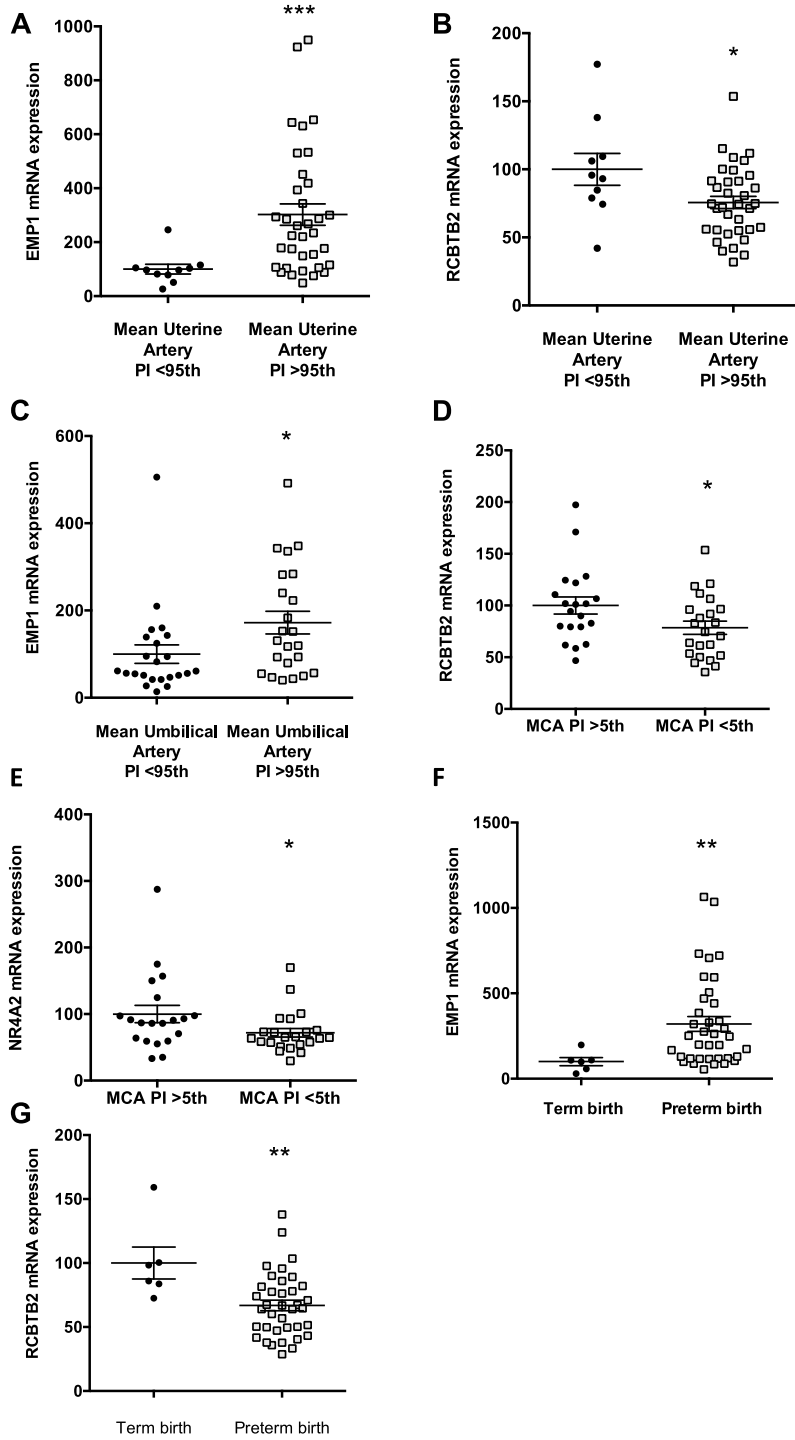 A
***
1000
800
600
400
200
0
EMP1 mRNA expression
Mean Uterine
Artery
PI <95th
Mean Uterine
Artery
PI >95th
B
*
200
150
100
50
0
RCBTB2 mRNA expression
Mean Uterine
Artery
PI <95th
Mean Uterine
Artery
PI >95th
C
*
600
400
200
0
EMP1 mRNA expression
Mean Umbilical
Artery
PI <95th
Mean Umbilical
Artery
PI >95th
D
*
250
200
150
100
50
0
RCBTB2 mRNA expression
MCA PI >5th
MCA PI <5th
E
*
400
300
200
100
0
NR4A2 mRNA expression
MCA PI >5th
MCA PI <5th
F
**
1500
1000
500
0
EMP1 mRNA expression
Term birth
Preterm birth
G
**
200
150
100
50
0
RCBTB2 mRNA expression
Term birth
Preterm birth